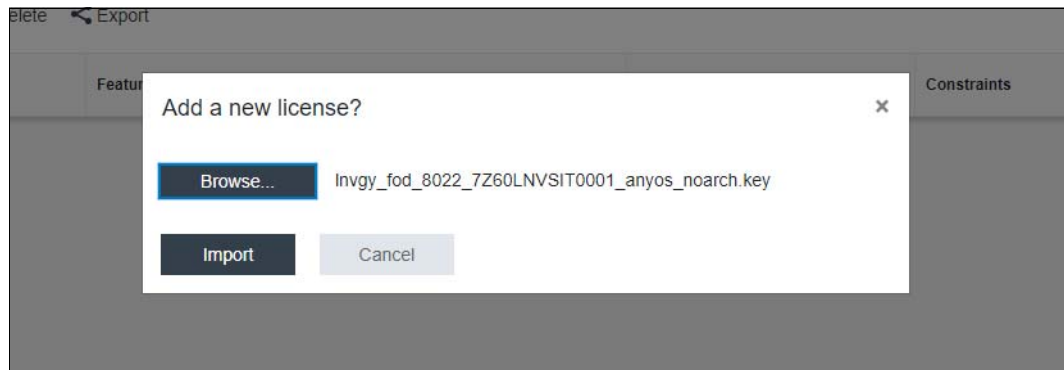 elete Export
Featur Constraints
Add a new license? ×
Browse... lnvgy_fod_8022_7Z60LNVSIT0001_anyos_noarch.key
Import Cancel